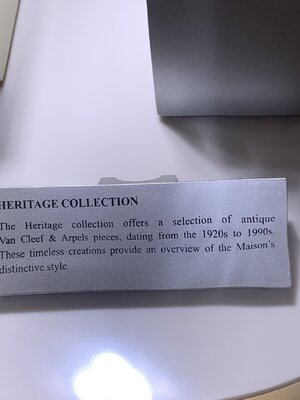 HERITAGE COLLECTION
The Heritage collection offers a selection of antique
Van Cleef & Arpels pieces, dating from the 1920s to 1990s.
These timeless creations provide an overview of the Maison's
distinctive style.